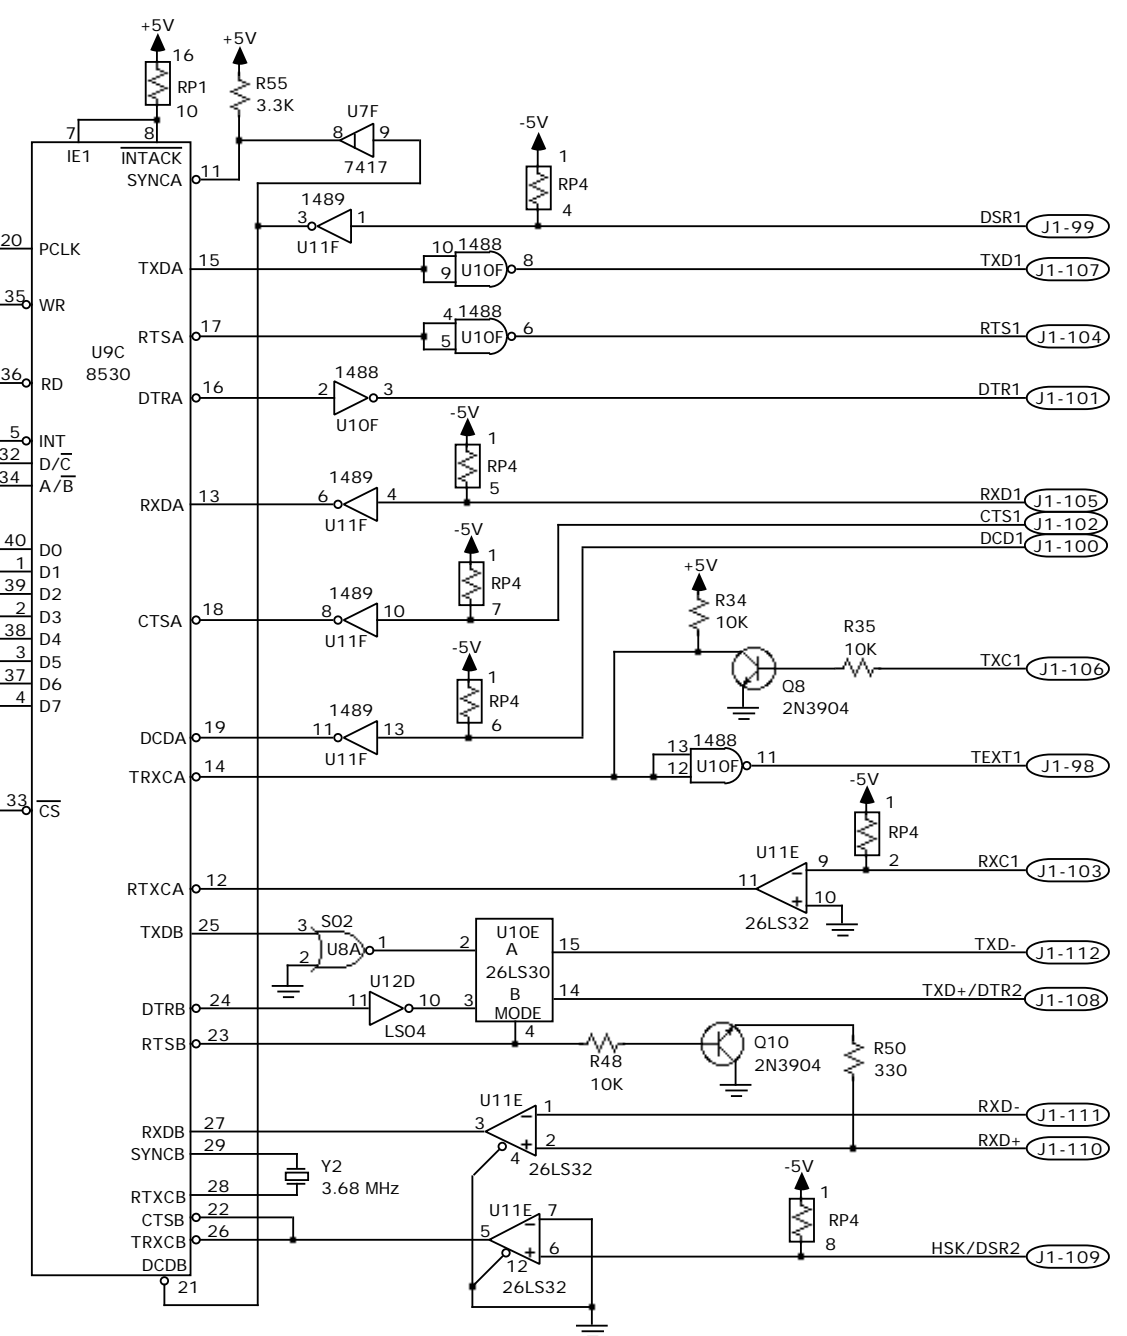 +5V
16
RP1
10
+5V
R55
3.3K
U7F
8
9
7417
-5V
1
RP4
4
7
8
IE1
INTACK
SYNCA
11
1489
3
1
U11F
DSR1
J1-99
20
PCLK
TXDA
15
10
9
1488
U10F
8
TXD1
J1-107
35
WR
RTSA
17
4
5
1488
U10F
6
RTS1
J1-104
U9C
8530
36
RD
DTRA
16
1488
2
3
U10F
DTR1
J1-101
-5V
1
RP4
5
5
INT
32
D/C
34
A/B
RXDA
13
1489
6
4
U11F
RXD1
J1-105
CTS1
J1-102
DCD1
J1-100
-5V
1
RP4
7
40
D0
1
D1
39
D2
2
D3
38
D4
3
D5
37
D6
4
D7
CTSA
18
1489
8
10
U11F
+5V
R34
10K
R35
10K
Q8
2N3904
TXC1
J1-106
-5V
1
RP4
6
DCDA
19
1489
11
13
U11F
TRXCA
14
13
12
1488
U10F
11
TEXT1
J1-98
33
CS
-5V
1
RP4
2
RTXCA
12
U11E
11
9
-
+
10
26LS32
RXC1
J1-103
TXDB
25
S02
3
2
U8A
1
2
U10E
A
26LS30
B
MODE
15
TXD-
J1-112
14
TXD+/DTR2
J1-108
DTRB
24
U12D
11
10
LS04
3
4
RTSB
23
R48
10K
Q10
2N3904
R50
330
RXDB
27
U11E
3
1
-
+
2
4
26LS32
RXD-
J1-111
RXD+
J1-110
SYNCB
29
Y2
3.68 MHz
RTXCB
28
CTSB
22
TRXCB
26
DCDB
21
U11E
5
7
-
+
6
12
26LS32
-5V
1
RP4
8
HSK/DSR2
J1-109